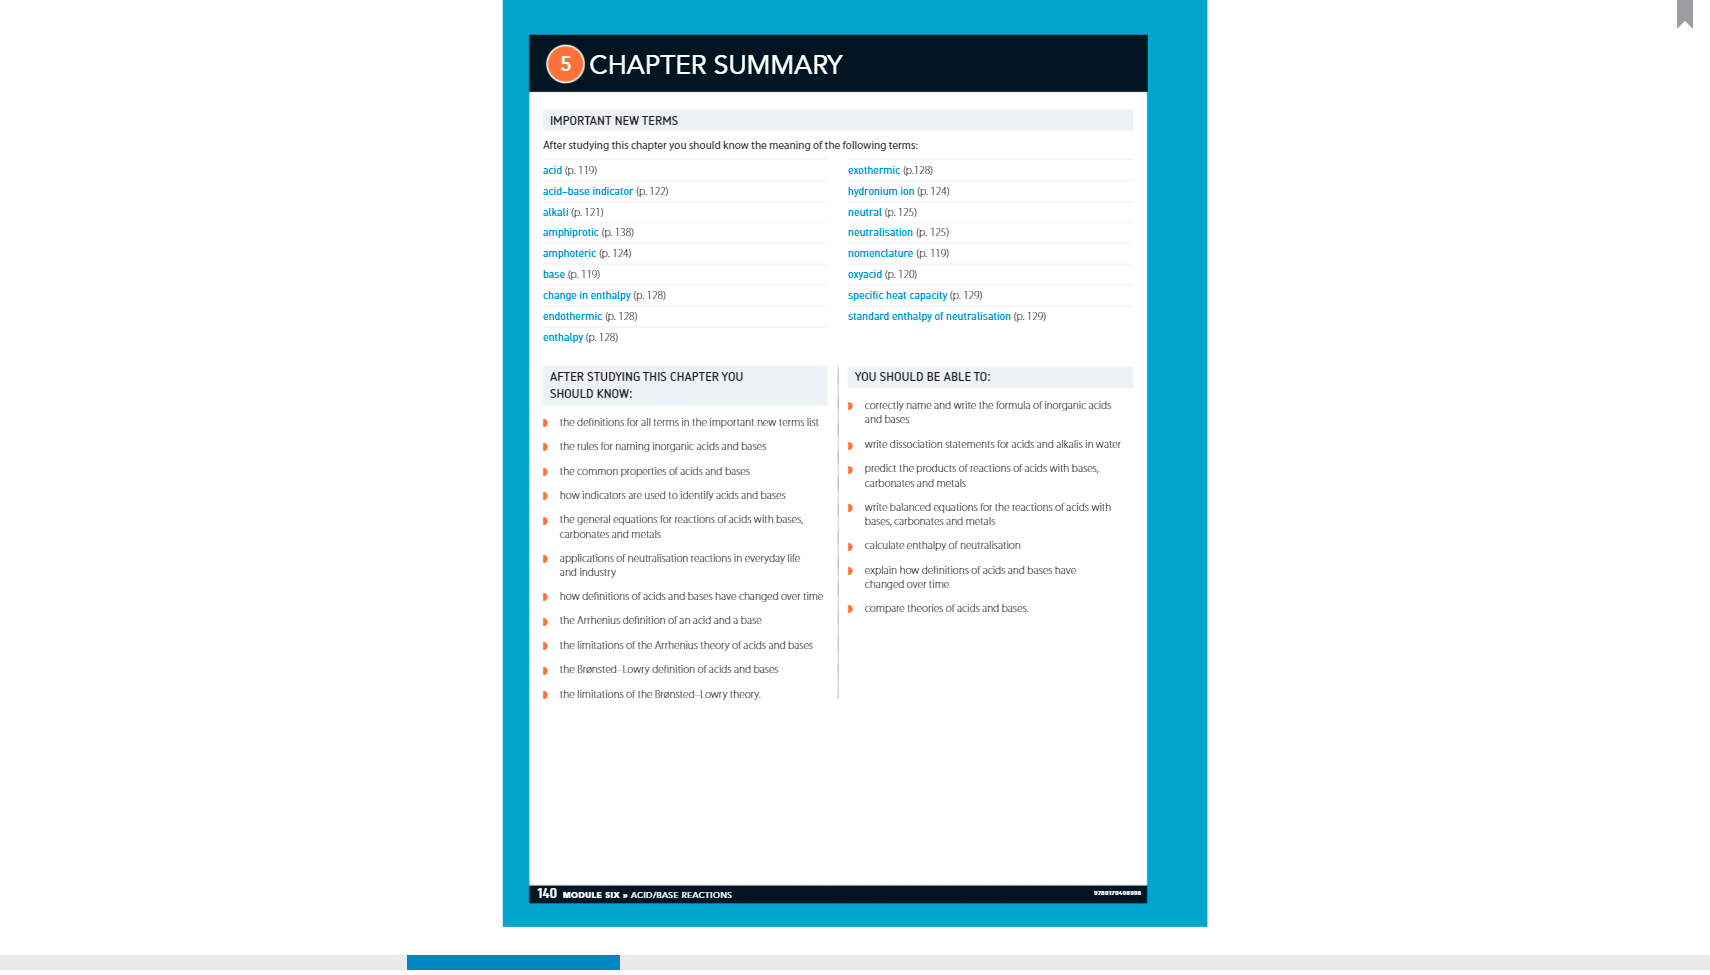 5 CHAPTER SUMMARY
IMPORTANT NEW TERMS
After studying this chapter you should know the meaning of the following terms:
acid (p. 119)
acid–base indicator (p. 122)
alkali (p. 121)
amphiprotic (p. 138)
amphoteric (p. 124)
base (p. 119)
change in enthalpy (p. 128)
endothermic (p. 128)
enthalpy (p. 128)
exothermic (p.128)
hydronium ion (p. 124)
neutral (p. 125)
neutralisation (p. 125)
nomenclature (p. 119)
oxyacid (p. 120)
specific heat capacity (p. 129)
standard enthalpy of neutralisation (p. 129)
AFTER STUDYING THIS CHAPTER YOU
SHOULD KNOW:
the definitions for all terms in the important new terms list
the rules for naming inorganic acids and bases
the common properties of acids and bases
how indicators are used to identify acids and bases
the general equations for reactions of acids with bases,
carbonates and metals
applications of neutralisation reactions in everyday life
and industry
how definitions of acids and bases have changed over time
the Arrhenius definition of an acid and a base
the limitations of the Arrhenius theory of acids and bases
the Brønsted–Lowry definition of acids and bases
the limitations of the Brønsted–Lowry theory.
YOU SHOULD BE ABLE TO:
correctly name and write the formula of inorganic acids
and bases
write dissociation statements for acids and alkalis in water
predict the products of reactions of acids with bases,
carbonates and metals
write balanced equations for the reactions of acids with
bases, carbonates and metals
calculate enthalpy of neutralisation
explain how definitions of acids and bases have
changed over time
compare theories of acids and bases.
140 MODULE SIX » ACID/BASE REACTIONS
9780170408998